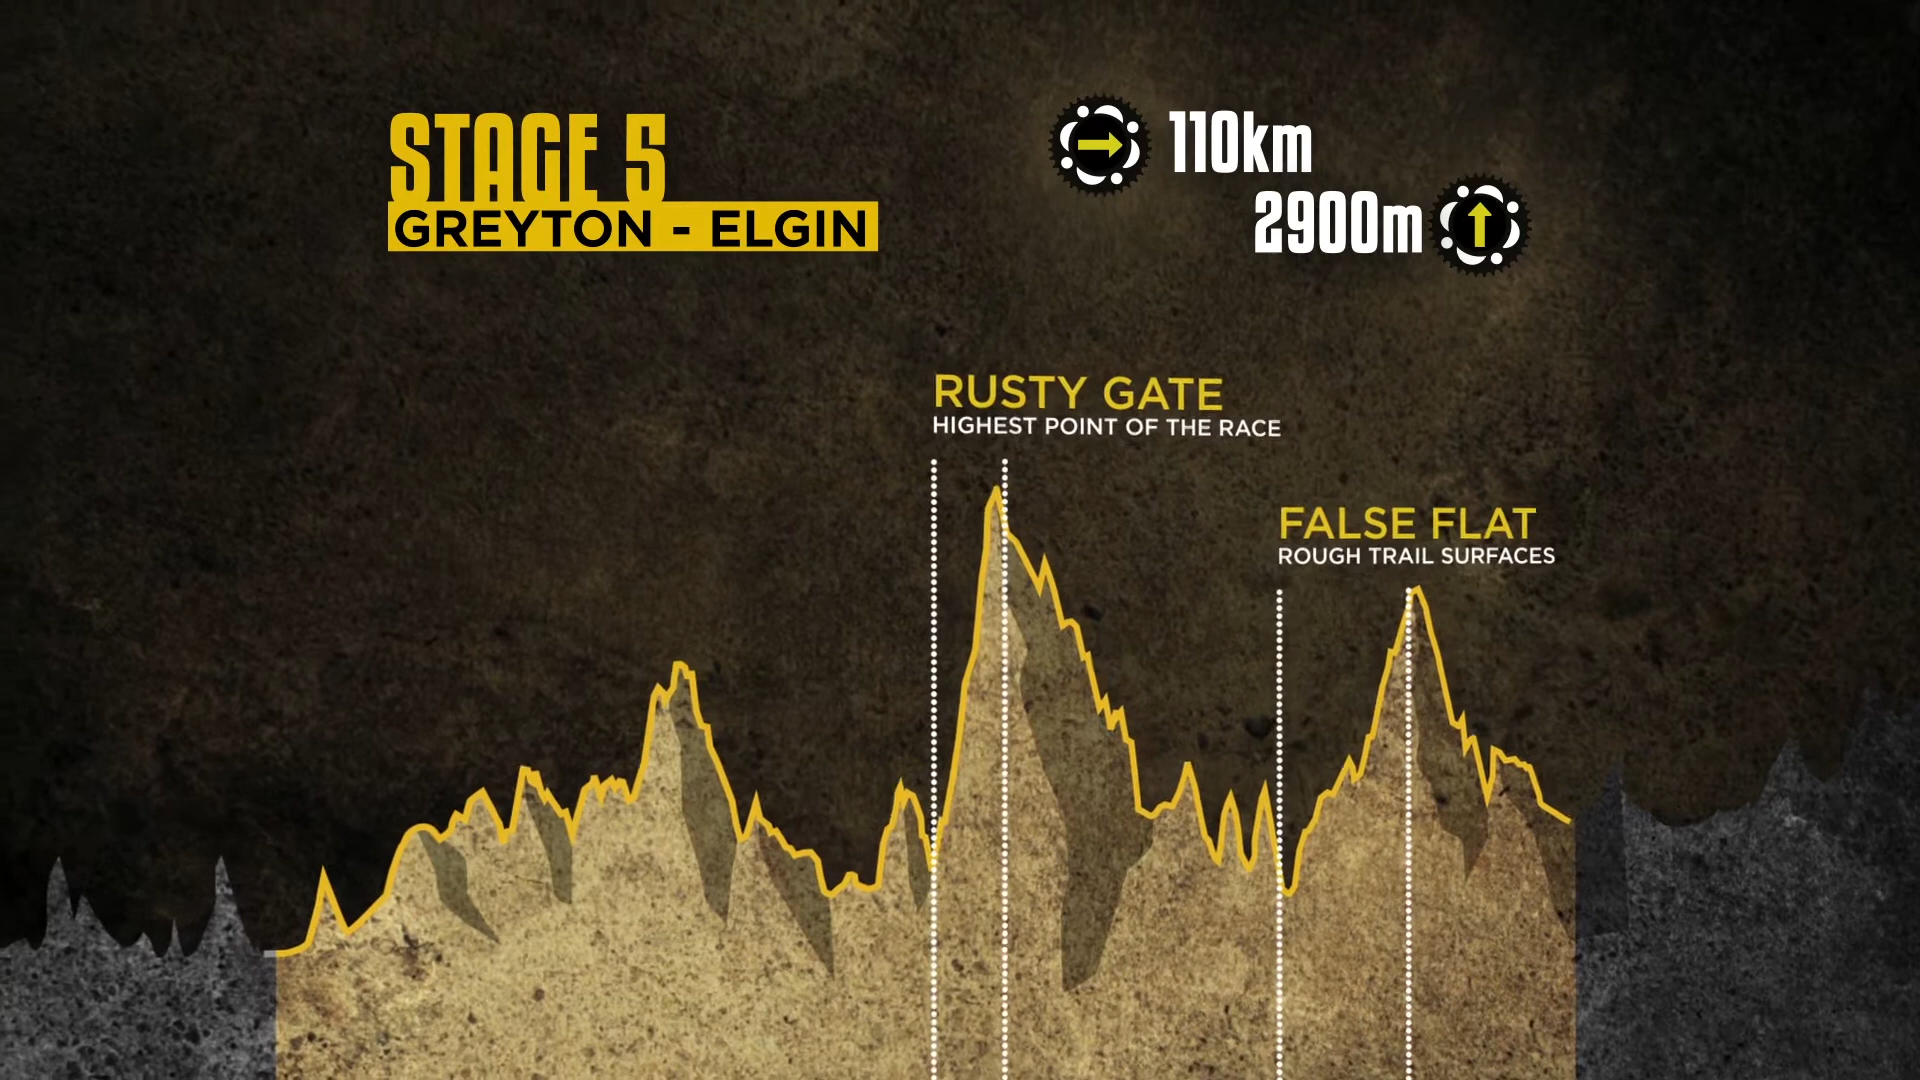 STAGE 5
GREYTON - ELGIN
110km
2900m
RUSTY GATE
HIGHEST POINT OF THE RACE
FALSE FLAT
ROUGH TRAIL SURFACES